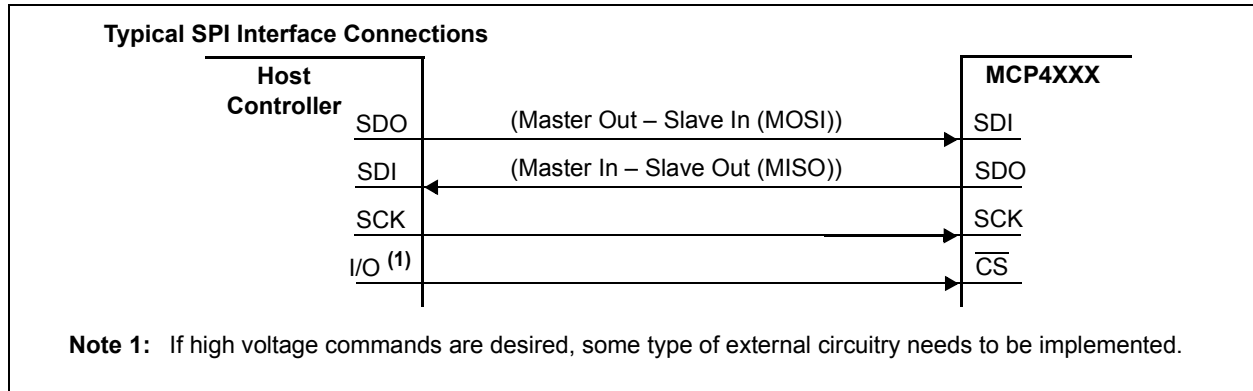 Typical SPI Interface Connections
Host
Controller
MCP4XXX
SDO (Master Out – Slave In (MOSI)) SDI
SDI (Master In – Slave Out (MISO)) SDO
SCK SCK
I/O (1) CS
Note 1: If high voltage commands are desired, some type of external circuitry needs to be implemented.